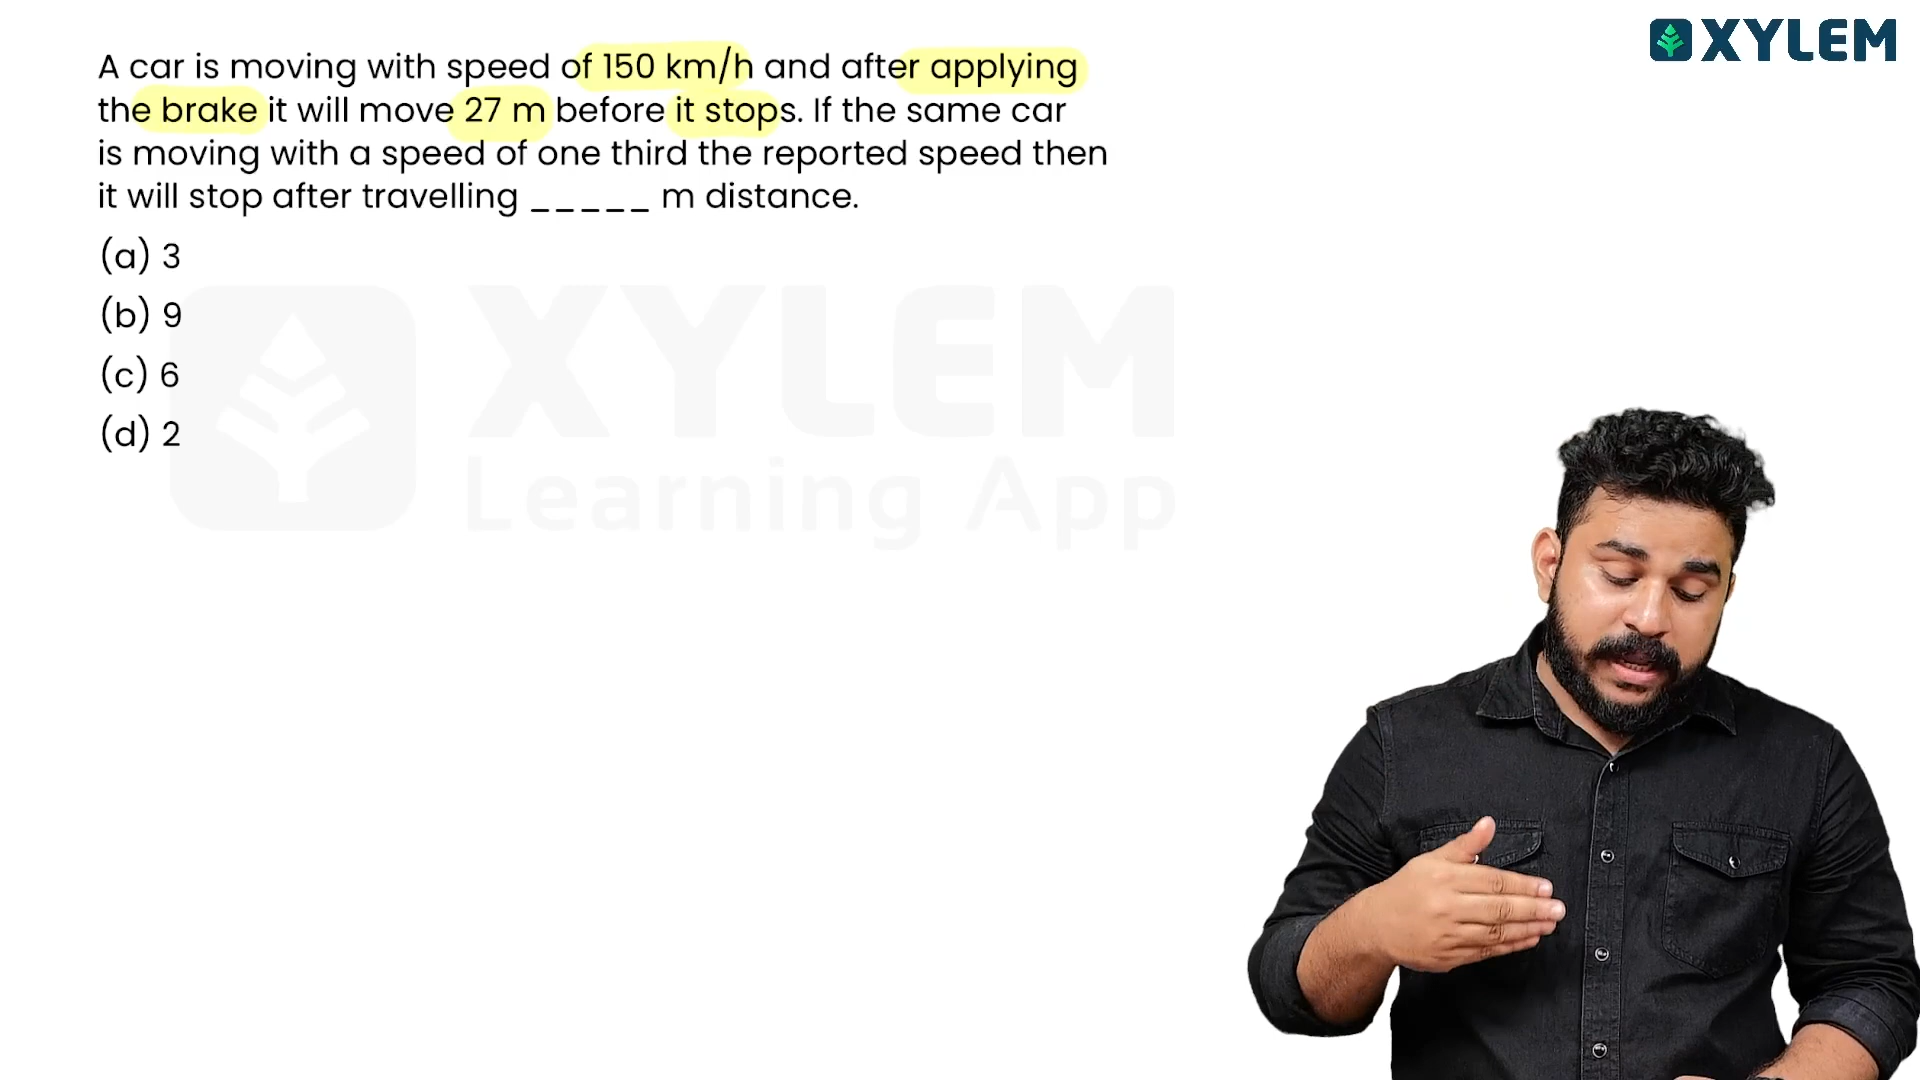 XYLEM
A car is moving with speed of 150 km/h and after applying
the brake it will move 27 m before it stops. If the same car
is moving with a speed of one third the reported speed then
it will stop after travelling _____ m distance.
(a) 3
(b) 9
(c) 6
(d) 2
XYLEM
Learning App